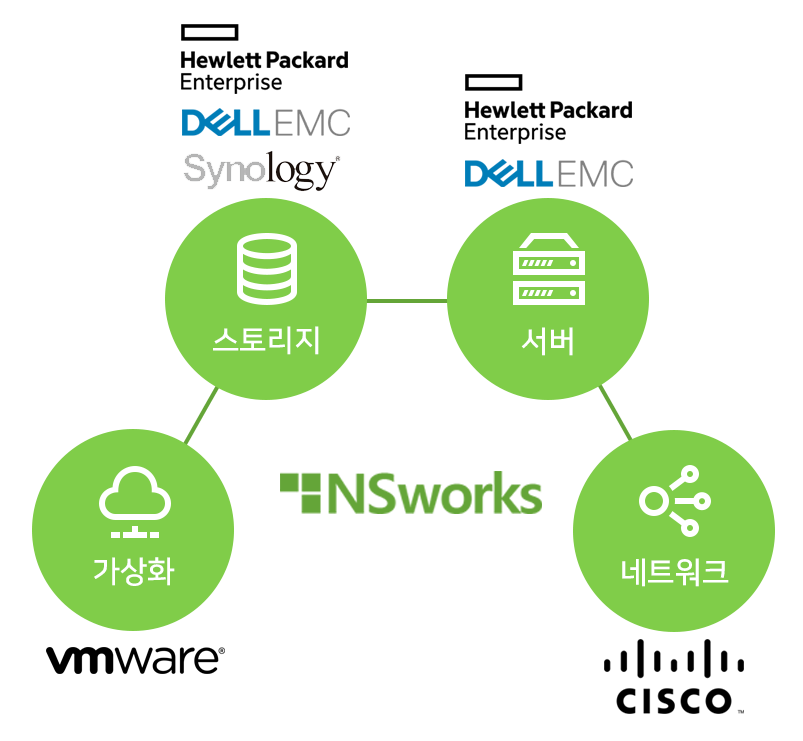 Hewlett Packard
Enterprise
DELLEMC
Synology®
스토리지
Hewlett Packard
Enterprise
DELLEMC
서버
NSworks
가상화
vmware®
네트워크
CISCO™